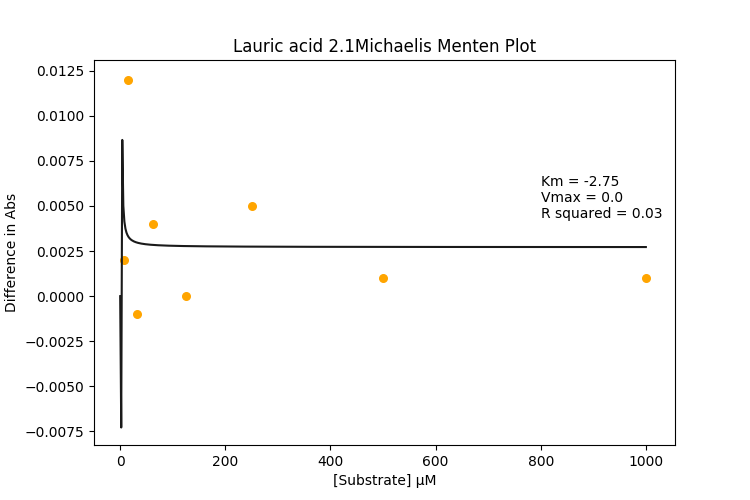 Lauric acid 2.1Michaelis Menten Plot
Difference in Abs
0.0125
0.0100
0.0075
0.0050
0.0025
0.0000
−0.0025
−0.0050
−0.0075
Km = -2.75
Vmax = 0.0
R squared = 0.03
0 200 400 600 800 1000
[Substrate] μM